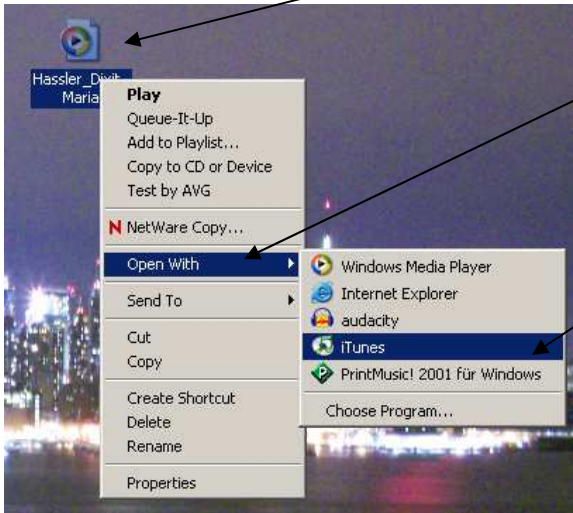 Hassler_Dixit
Maria
Play
Queue-It-Up
Add to Playlist...
Copy to CD or Device
Test by AVG
N NetWare Copy...
Open With
Send To
Cut
Copy
Create Shortcut
Delete
Rename
Properties
Windows Media Player
Internet Explorer
audacity
iTunes
PrintMusic! 2001 für Windows
Choose Program...